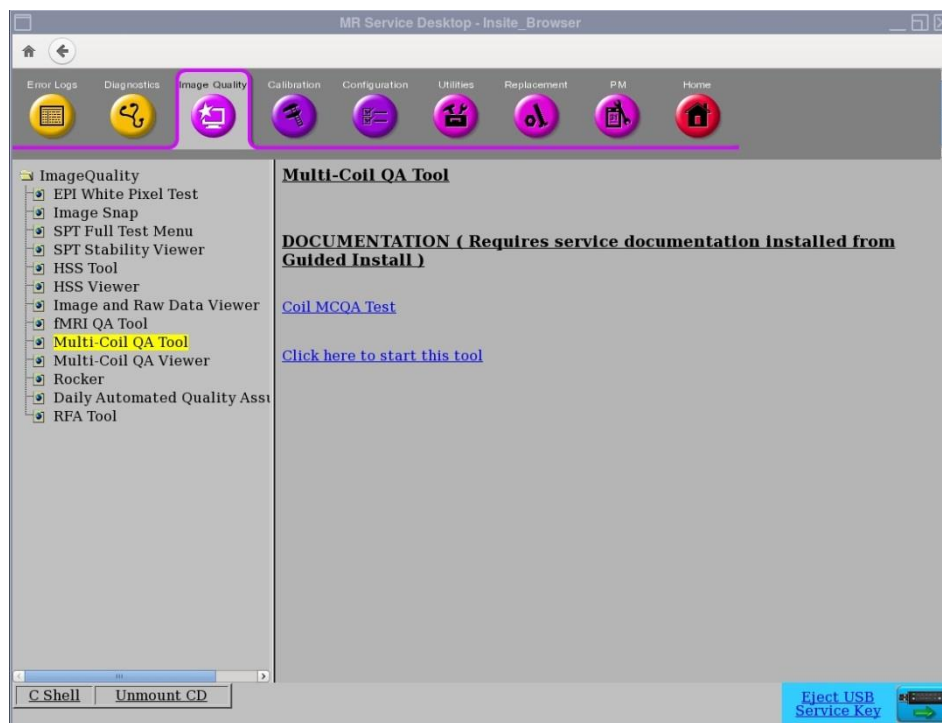 MR Service Desktop - Insite_Browser
Error Logs
Diagnostics
Image Quality
Calibration
Configuration
Utilities
Replacement
PM
Home
ImageQuality
EPI White Pixel Test
Image Snap
SPT Full Test Menu
SPT Stability Viewer
HSS Tool
HSS Viewer
Image and Raw Data Viewer
fMRI QA Tool
Multi-Coil QA Tool
Multi-Coil QA Viewer
Rocker
Daily Automated Quality Assu
RFA Tool
Multi-Coil QA Tool
DOCUMENTATION ( Requires service documentation installed from
Guided Install )
Coil MCQA Test
Click here to start this tool
C Shell
Unmount CD
Eject USB
Service Key